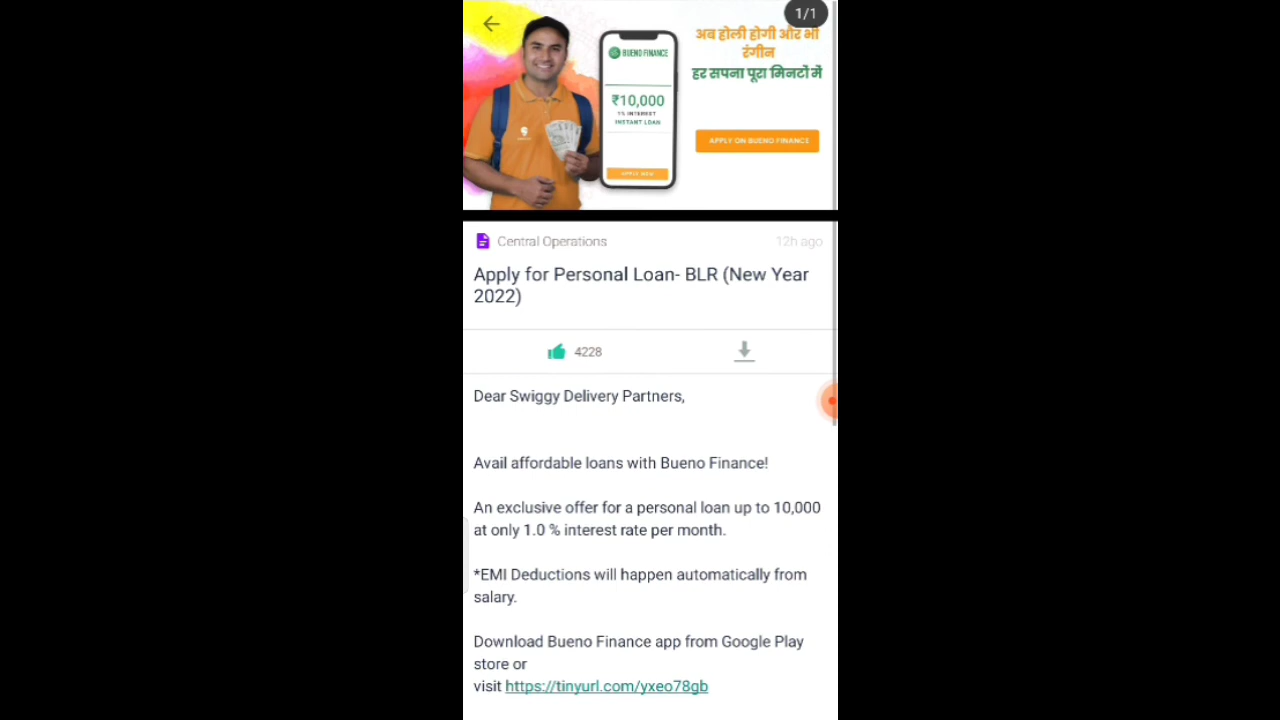 1/1
अब होली होगी और भी
रंगीन
हर सपना पूरा मिनटों में
BUENO FINANCE
₹10,000
1% INTEREST
INSTANT LOAN
APPLY NOW
APPLY ON BUENO FINANCE
Central Operations
12h ago
Apply for Personal Loan- BLR (New Year
2022)
4228
Dear Swiggy Delivery Partners,
Avail affordable loans with Bueno Finance!
An exclusive offer for a personal loan up to 10,000
at only 1.0 % interest rate per month.
*EMI Deductions will happen automatically from
salary.
Download Bueno Finance app from Google Play
store or
visit https://tinyurl.com/yxeo78gb